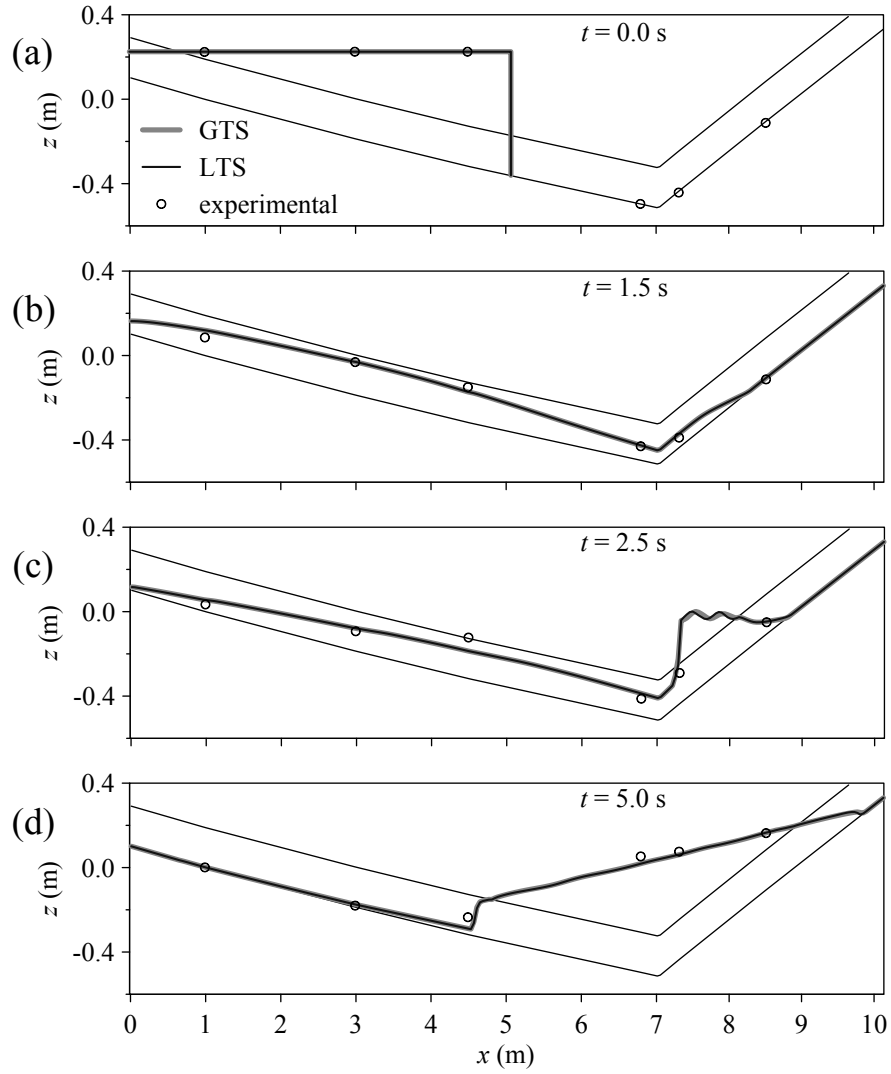 (a)
t = 0.0 s
0.4
0.0
-0.4
z (m)
GTS
LTS
experimental
(b)
t = 1.5 s
0.4
0.0
-0.4
z (m)
(c)
t = 2.5 s
0.4
0.0
-0.4
z (m)
(d)
t = 5.0 s
0.4
0.0
-0.4
z (m)
0 1 2 3 4 5 6 7 8 9 10
x (m)